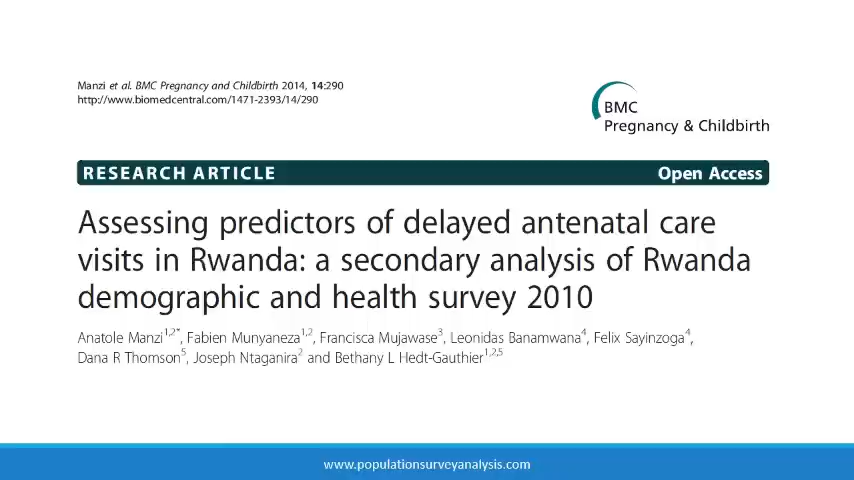 Manzi et al. BMC Pregnancy and Childbirth 2014, 14:290
http://www.biomedcentral.com/1471-2393/14/290
BMC
Pregnancy & Childbirth
RESEARCH ARTICLE Open Access
Assessing predictors of delayed antenatal care
visits in Rwanda: a secondary analysis of Rwanda
demographic and health survey 2010
Anatole Manzi1,2*, Fabien Munyaneza1,2, Francisca Mujawase3, Leonidas Banamwana4, Felix Sayinzoga4,
Dana R Thomson5, Joseph Ntaganira2 and Bethany L Hedt-Gauthier1,2,5
www.populationsurveyanalysis.com